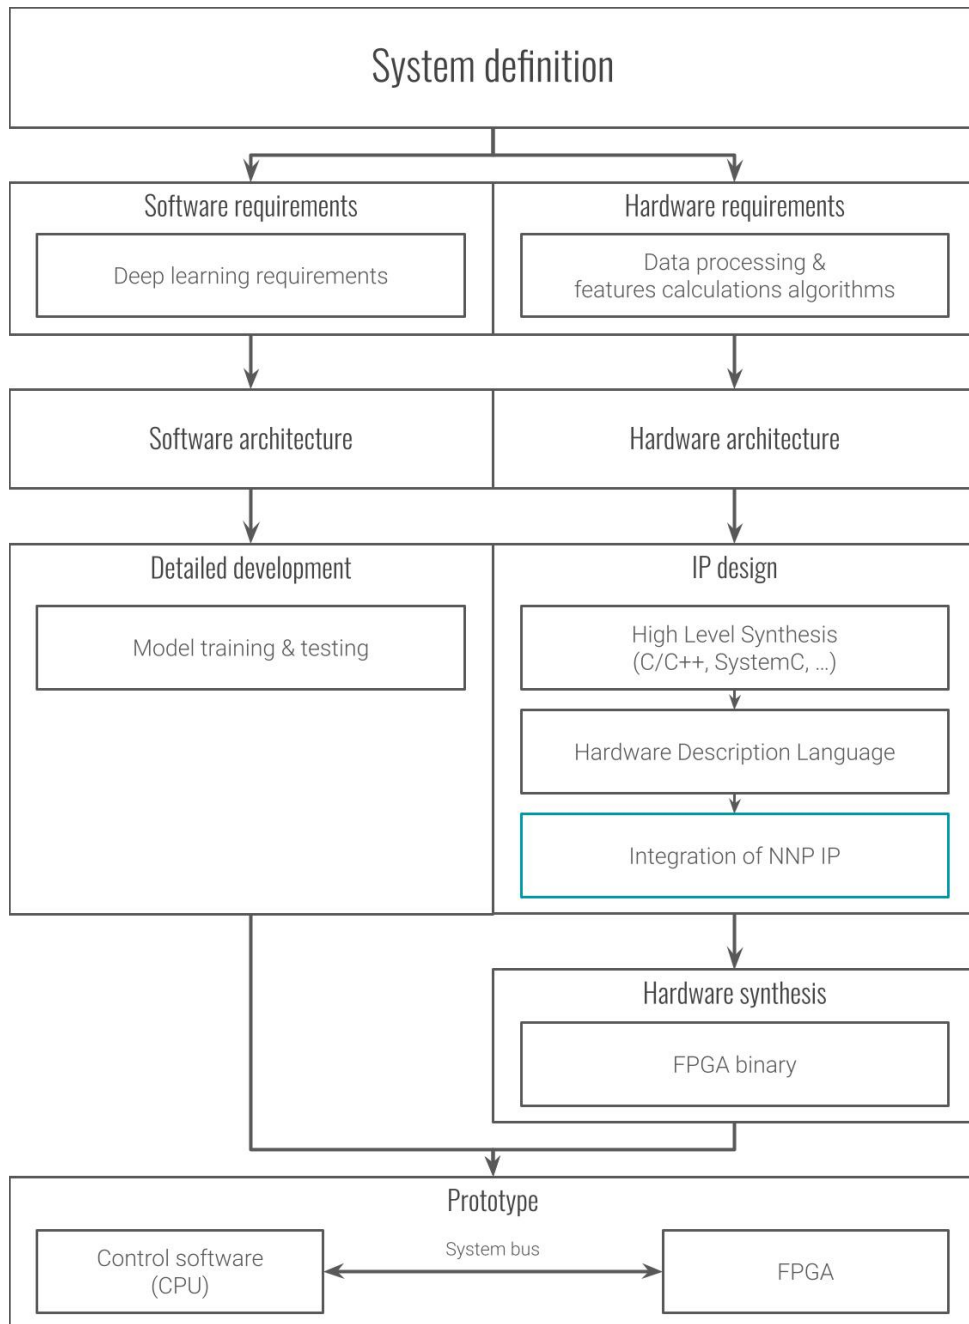 System definition
Software requirements
Deep learning requirements
Hardware requirements
Data processing &
features calculations algorithms
Software architecture
Hardware architecture
Detailed development
Model training & testing
IP design
High Level Synthesis
(C/C++, SystemC, ...)
Hardware Description Language
Integration of NNP IP
Hardware synthesis
FPGA binary
Prototype
Control software
(CPU)
System bus
FPGA